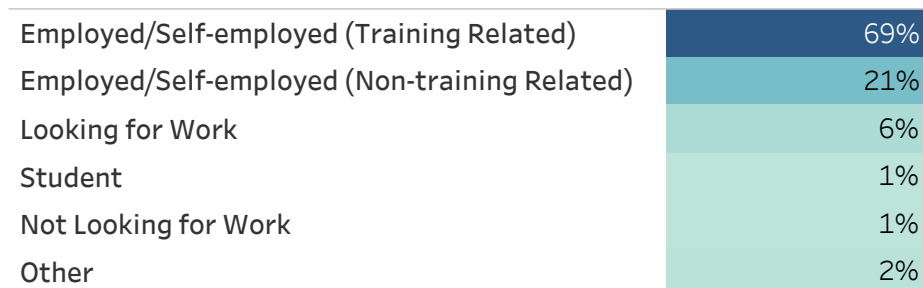 Employed/Self-employed (Training Related) 69%
Employed/Self-employed (Non-training Related) 21%
Looking for Work 6%
Student 1%
Not Looking for Work 1%
Other 2%